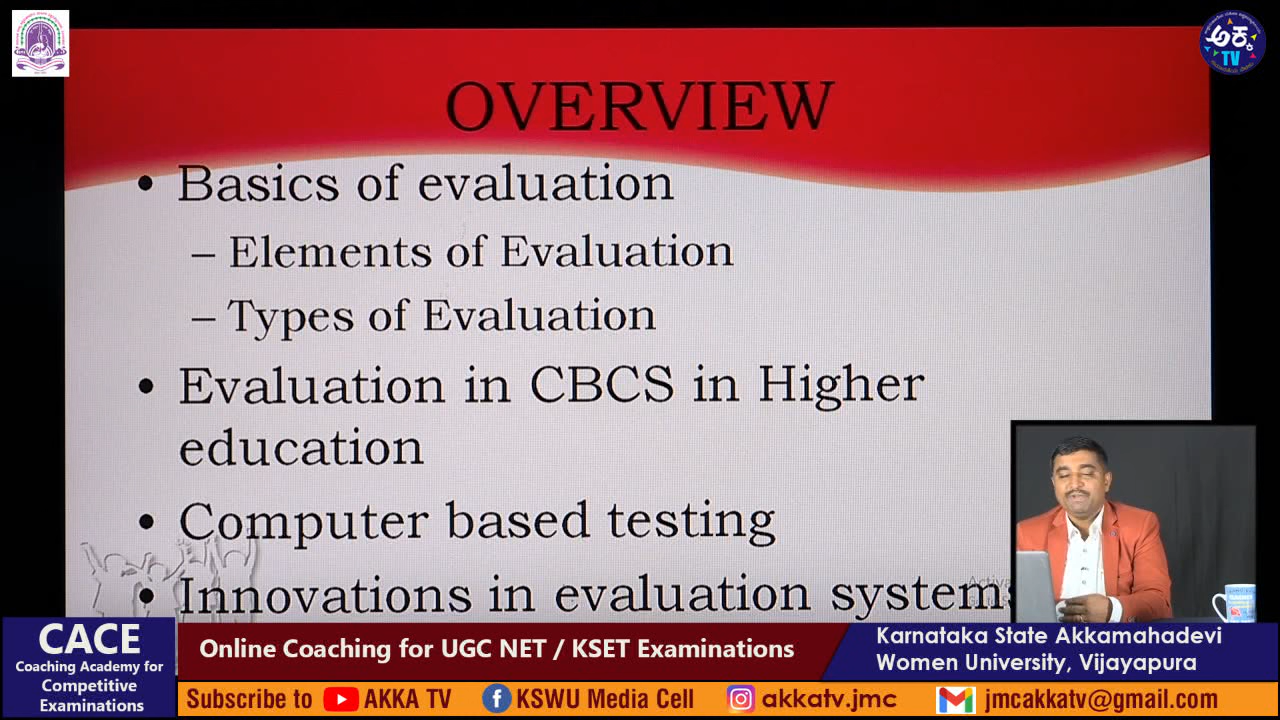 ಅಕ್ಕ
TV
OVERVIEW
• Basics of evaluation
– Elements of Evaluation
– Types of Evaluation
• Evaluation in CBCS in Higher
education
• Computer based testing
• Innovations in evaluation systems
CACE
Coaching Academy for
Competitive
Examinations
Online Coaching for UGC NET / KSET Examinations
Karnataka State Akkamahadevi
Women University, Vijayapura
Subscribe to AKKA TV KSWU Media Cell akkatv.jmc jmcakkatv@gmail.com